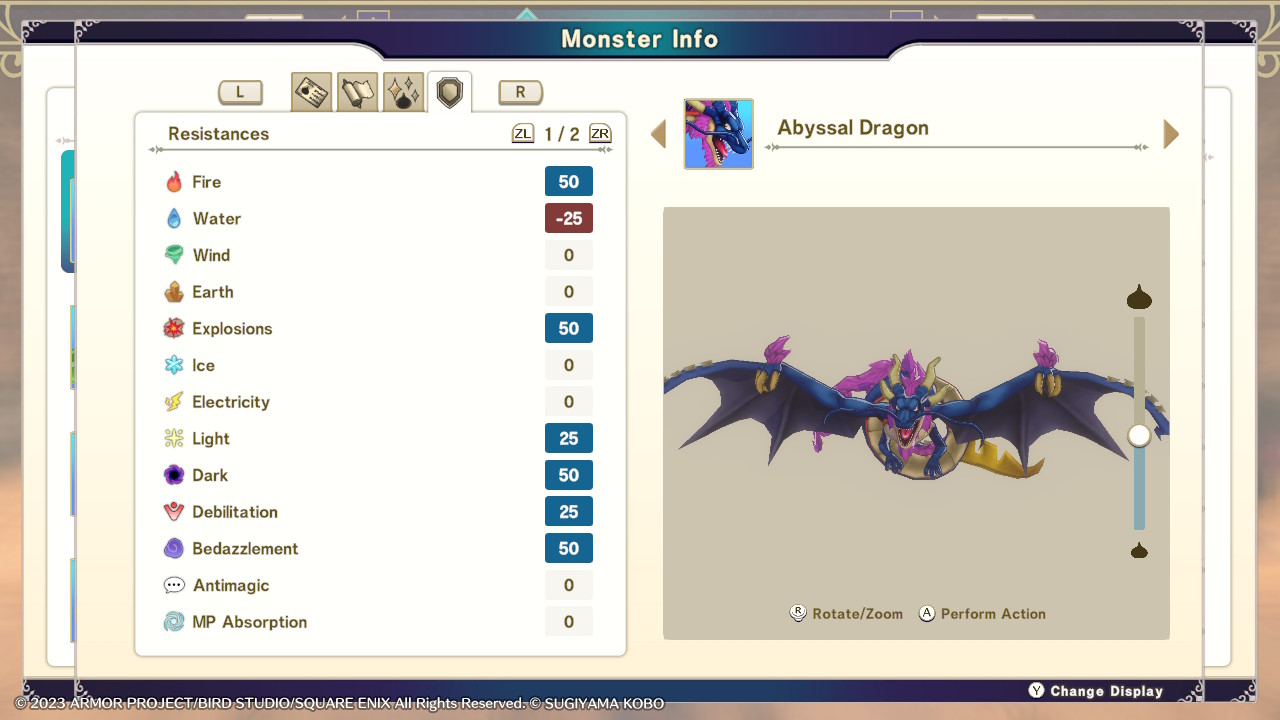 Monster Info
L
R
Resistances
ZL 1 / 2 ZR
Fire 50
Water -25
Wind 0
Earth 0
Explosions 50
Ice 0
Electricity 0
Light 25
Dark 50
Debilitation 25
Bedazzlement 50
Antimagic 0
MP Absorption 0
Abyssal Dragon
R Rotate/Zoom A Perform Action
Y Change Display
© 2023 ARMOR PROJECT/BIRD STUDIO/SQUARE ENIX All Rights Reserved. © SUGIYAMA KOBO